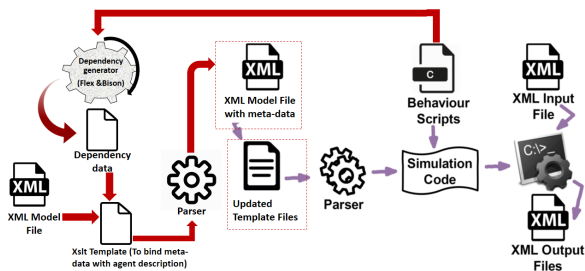 Dependency
generator
(Flex &Bison)
Dependency
data
XML
XML Model
File
Xslt Template (To bind meta-
data with agent description)
Parser
XML
XML Model File
with meta-data
Updated
Template Files
Parser
C
Behaviour
Scripts
Simulation
Code
XML
XML Input
File
C:\>_
XML
XML Output
Files